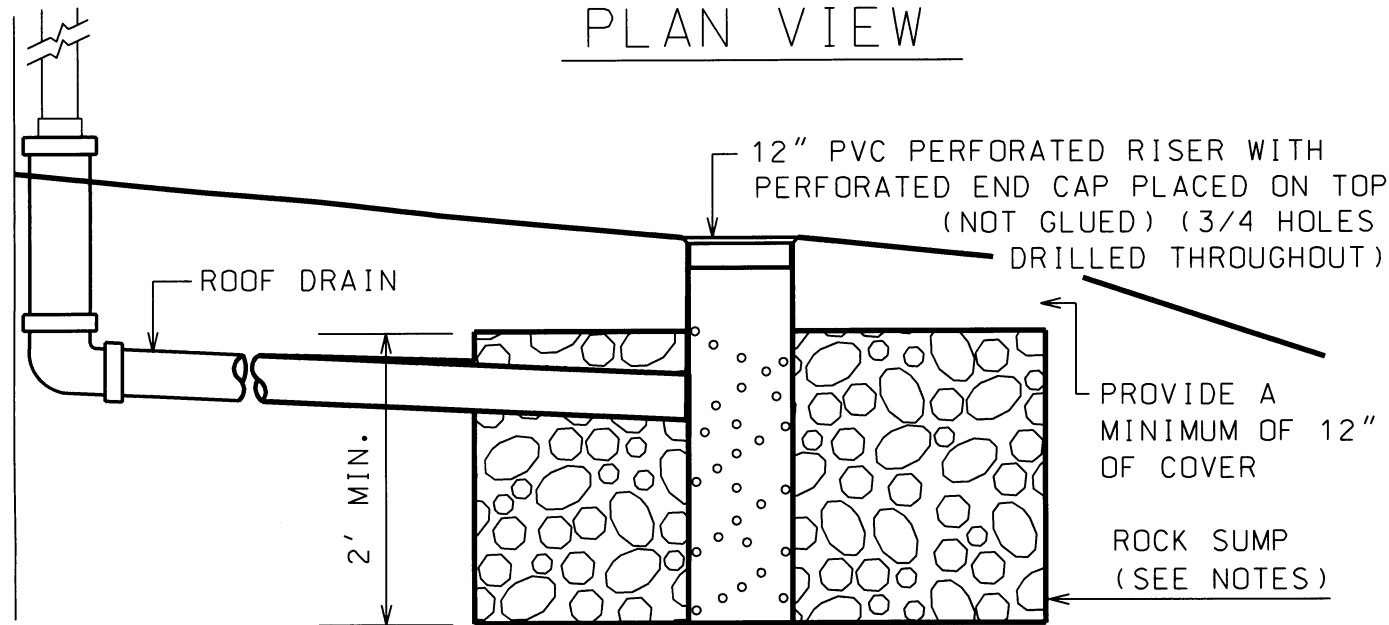 PLAN VIEW
12" PVC PERFORATED RISER WITH
PERFORATED END CAP PLACED ON TOP
(NOT GLUED) (3/4 HOLES
DRILLED THROUGHOUT)
ROOF DRAIN
2' MIN.
PROVIDE A
MINIMUM OF 12"
OF COVER
ROCK SUMP
(SEE NOTES)